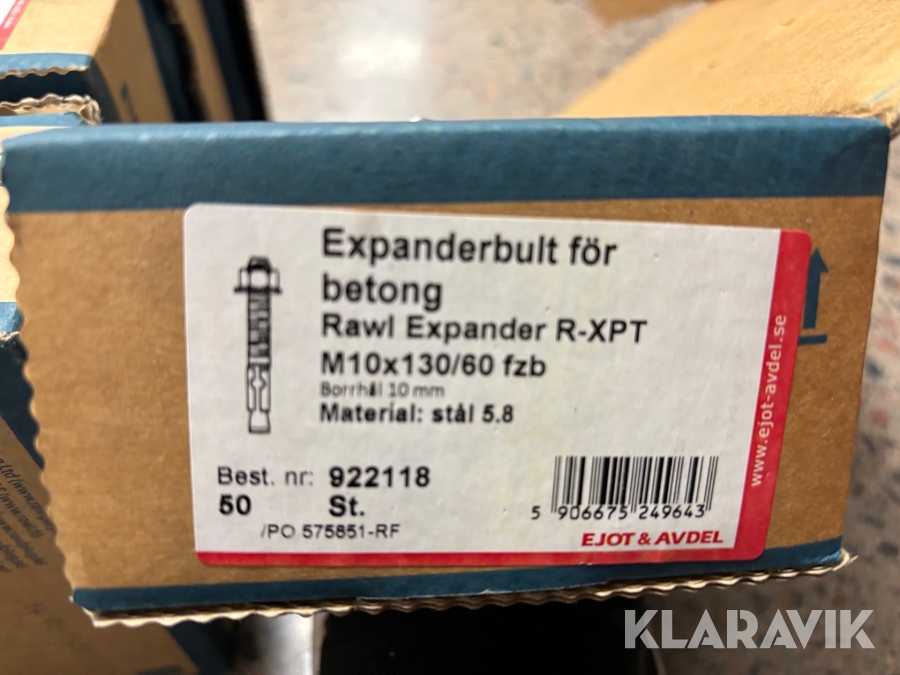 Expanderbult för
betong
Rawl Expander R-XPT
M10x130/60 fzb
Borrhål 10 mm
Material: stål 5.8
Best. nr: 922118
50 St.
/PO 575851-RF
5 906675 249643
EJOT & AVDEL
www.ejot-avdel.se
KLARAVIK